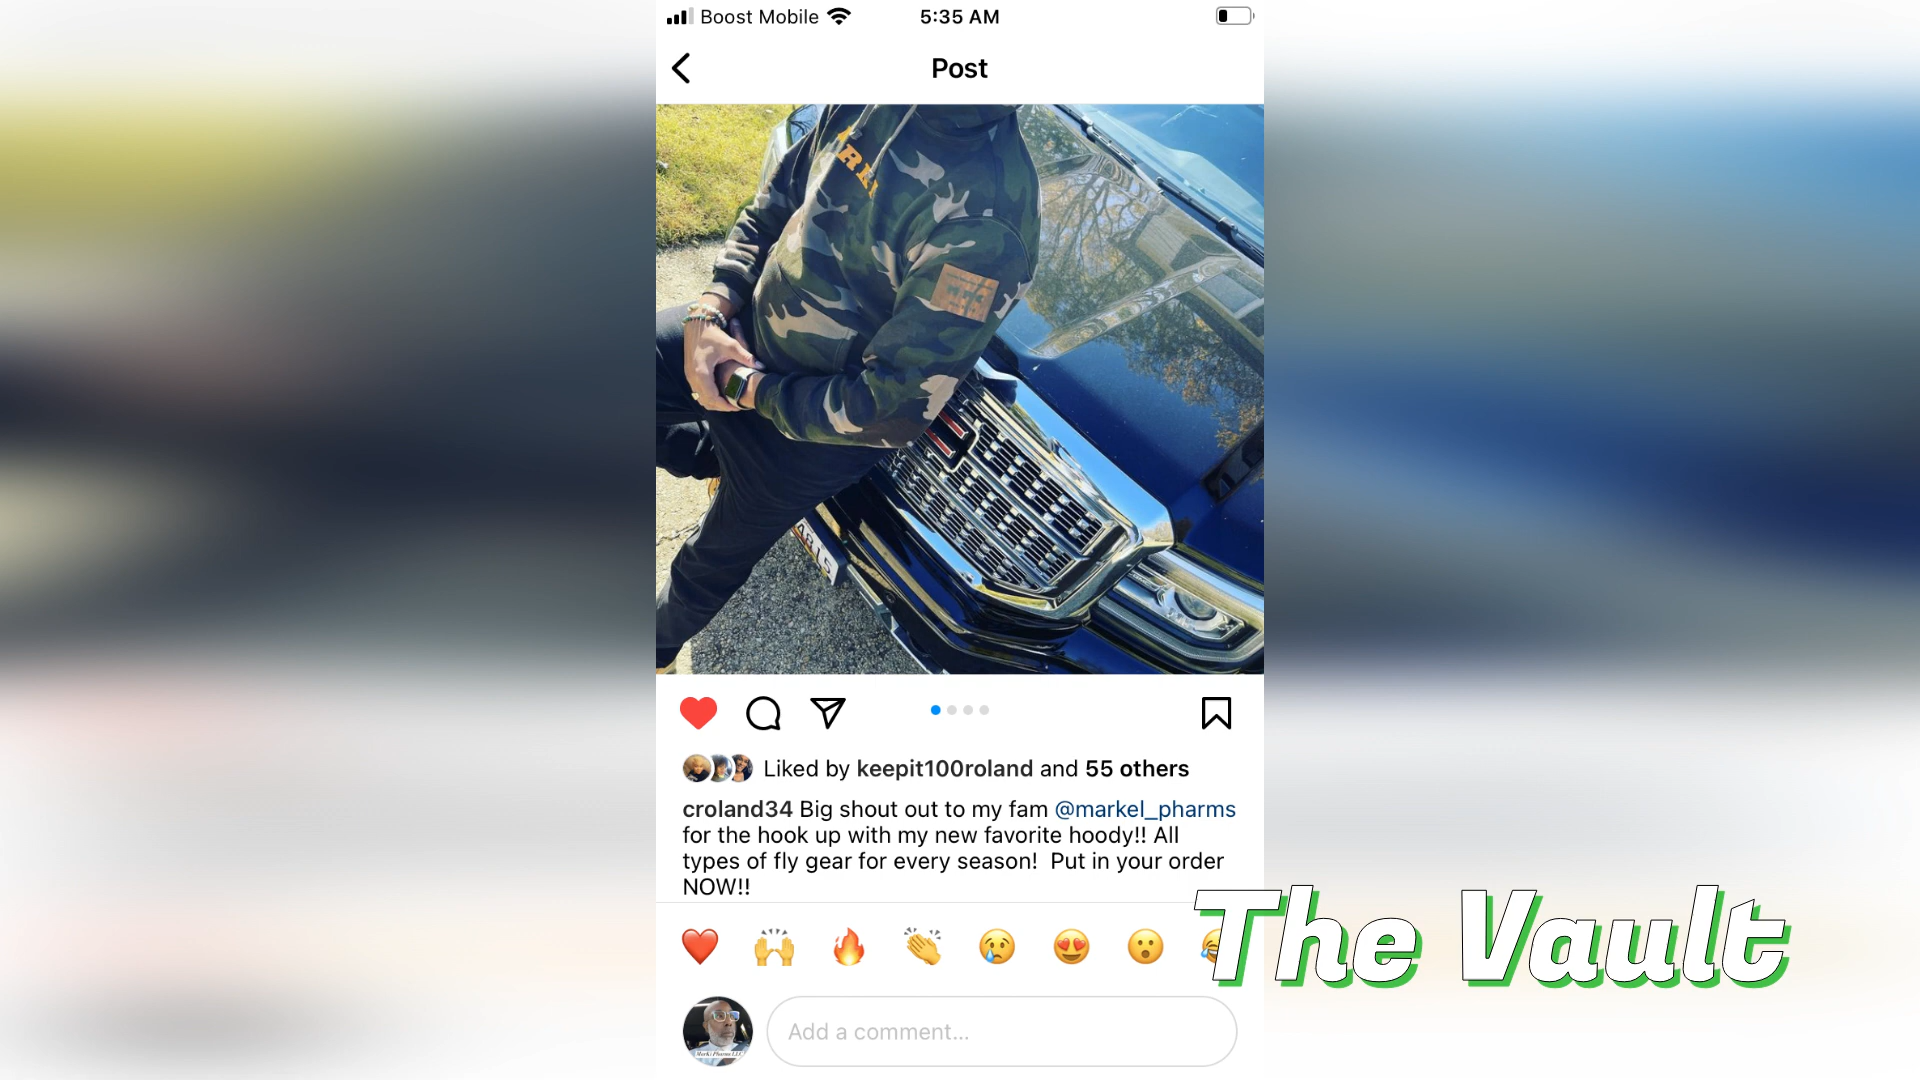 Boost Mobile 5:35 AM
Post
Liked by keepit100roland and 55 others
croland34 Big shout out to my fam @markel_pharms
for the hook up with my new favorite hoody!! All
types of fly gear for every season!  Put in your order
NOW!!
The Vault
Add a comment...